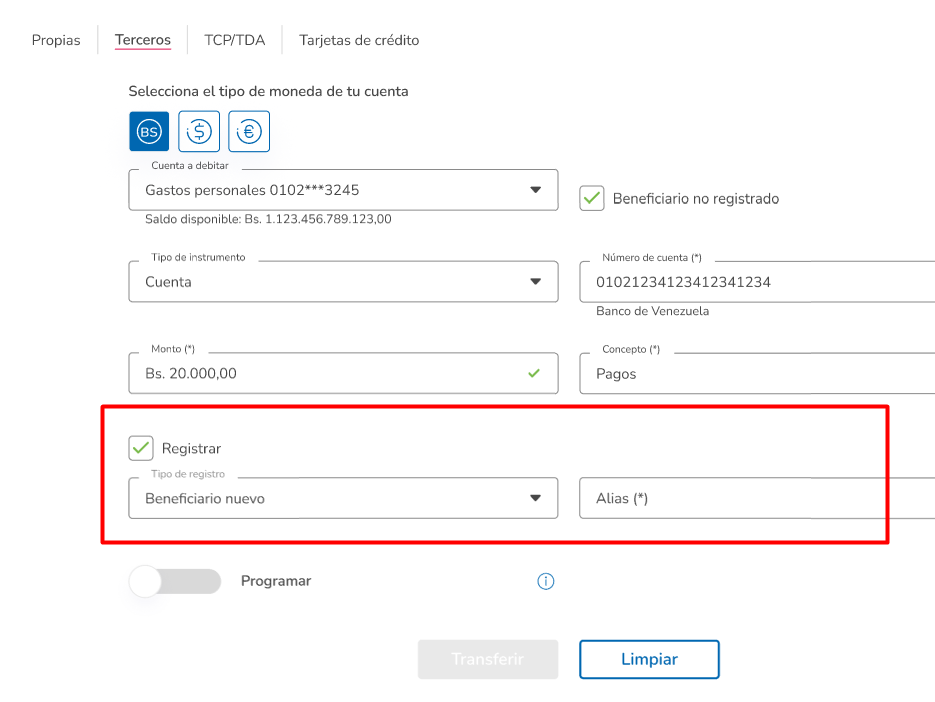 Propias Terceros TCP/TDA Tarjetas de crédito
Selecciona el tipo de moneda de tu cuenta
BS $ €
Cuenta a debitar
Gastos personales 0102***3245
Beneficiario no registrado
Saldo disponible: Bs. 1.123.456.789.123,00
Tipo de instrumento
Cuenta
Número de cuenta (*)
01021234123412341234
Banco de Venezuela
Monto (*)
Bs. 20.000,00
Concepto (*)
Pagos
Registrar
Tipo de registro
Beneficiario nuevo
Alias (*)
Programar
Transferir
Limpiar